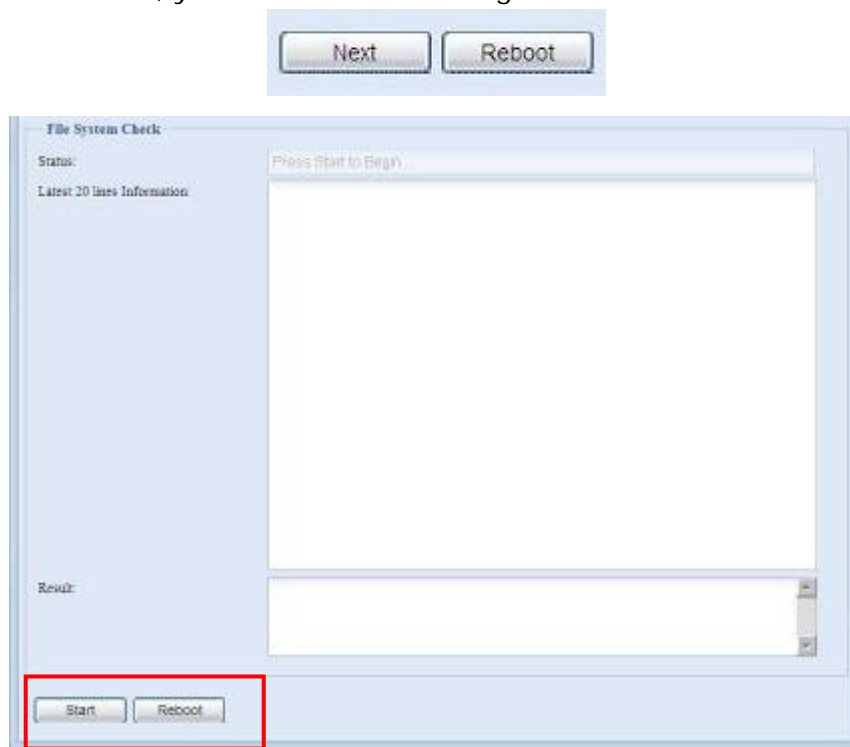 Next Reboot
File System Check
Status: Press Start to Begin ...
Latest 20 lines Information:
Result:
Start Reboot